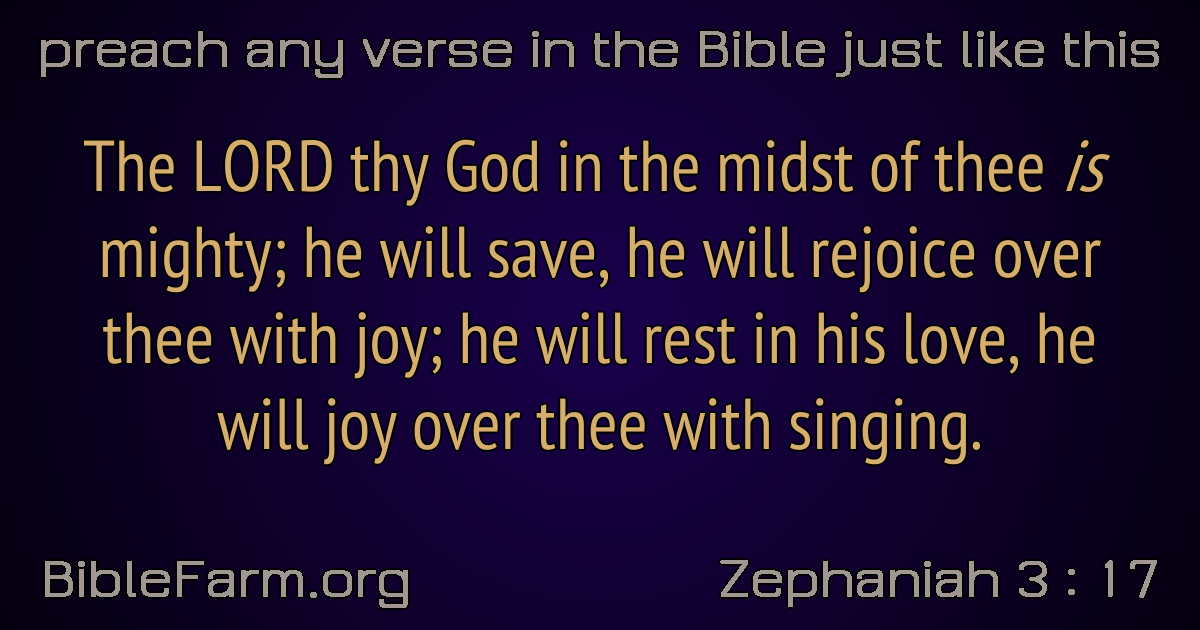 preach any verse in the Bible just like this
The LORD thy God in the midst of thee is
mighty; he will save, he will rejoice over
thee with joy; he will rest in his love, he
will joy over thee with singing.
BibleFarm.org
Zephaniah 3 : 17